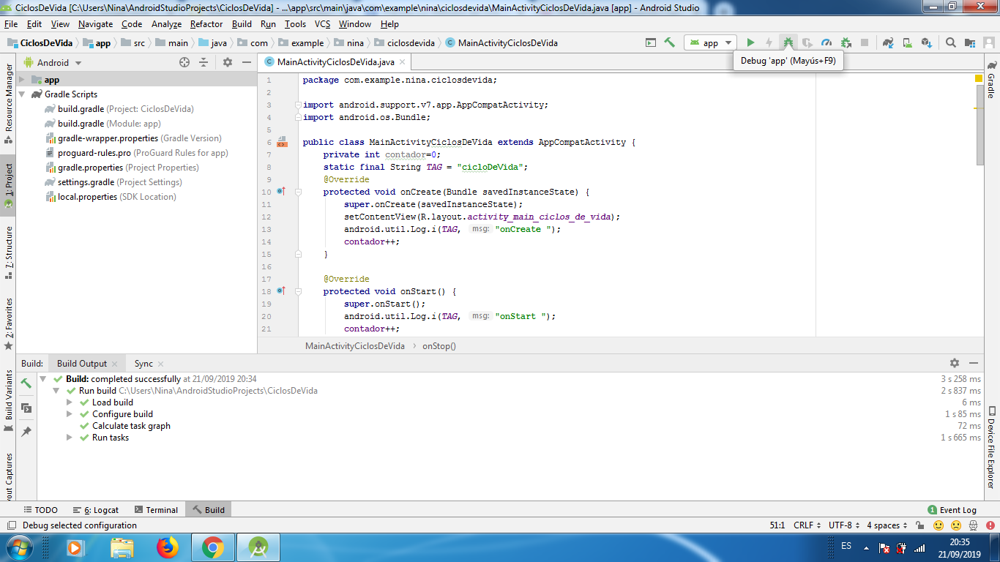 CiclosDeVida [C:\Users\Nina\AndroidStudioProjects\CiclosDeVida] - ...\app\src\main\java\com\example\nina\ciclosdevida\MainActivityCiclosDeVida.java [app] - Android Studio
File Edit View Navigate Code Analyze Refactor Build Run Tools VCS Window Help
CiclosDeVida app src main java com example nina ciclosdevida MainActivityCiclosDeVida app
Debug 'app' (Mayús+F9)
Android
MainActivityCiclosDeVida.java
app
Gradle Scripts
build.gradle (Project: CiclosDeVida)
build.gradle (Module: app)
gradle-wrapper.properties (Gradle Version)
proguard-rules.pro (ProGuard Rules for app)
gradle.properties (Project Properties)
settings.gradle (Project Settings)
local.properties (SDK Location)
Resource Manager
1: Project
7: Structure
2: Favorites
Build Variants
out Captures
1 package com.example.nina.ciclosdevida;
2
3 import android.support.v7.app.AppCompatActivity;
4 import android.os.Bundle;
5
6 public class MainActivityCiclosDeVida extends AppCompatActivity {
7 private int contador=0;
8 static final String TAG = "cicloDeVida";
9 @Override
10 protected void onCreate(Bundle savedInstanceState) {
11 super.onCreate(savedInstanceState);
12 setContentView(R.layout.activity_main_ciclos_de_vida);
13 android.util.Log.i(TAG, msg: "onCreate ");
14 contador++;
15 }
16
17 @Override
18 protected void onStart() {
19 super.onStart();
20 android.util.Log.i(TAG, msg: "onStart ");
21 contador++;
MainActivityCiclosDeVida onStop()
Gradle
Device File Explorer
Build: Build Output Sync
Build: completed successfully at 21/09/2019 20:34 3 s 258 ms
Run build C:\Users\Nina\AndroidStudioProjects\CiclosDeVida 2 s 837 ms
Load build 6 ms
Configure build 1 s 85 ms
Calculate task graph 72 ms
Run tasks 1 s 665 ms
TODO 6: Logcat Terminal Build 1 Event Log
Debug selected configuration 51:1 CRLF UTF-8 4 spaces
ES 20:35
21/09/2019